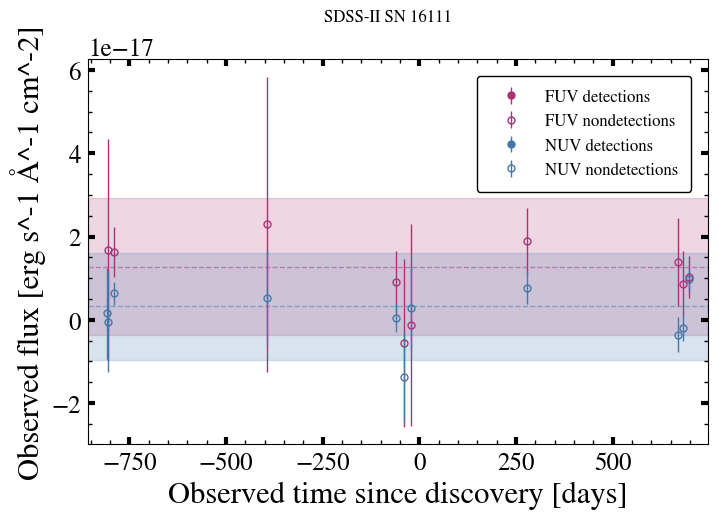 SDSS-II SN 16111
1e−17
Observed flux [erg s^-1 Å^-1 cm^-2]
6
4
2
0
−2
FUV detections
FUV nondetections
NUV detections
NUV nondetections
−750 −500 −250 0 250 500
Observed time since discovery [days]